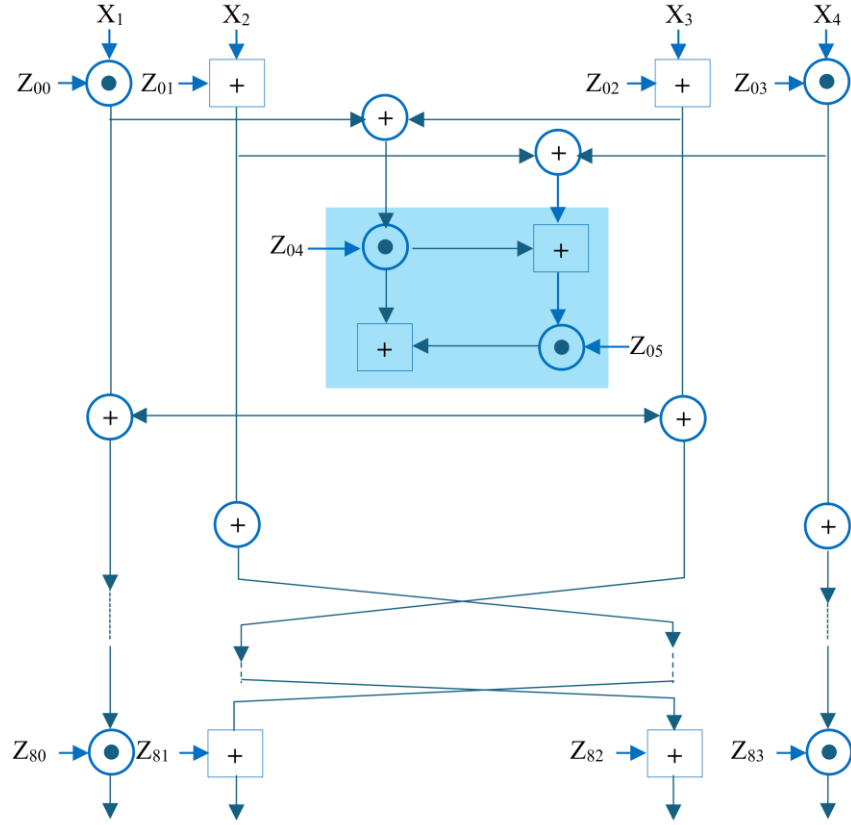 X₁ X₂ X₃ X₄
Z₀₀ Z₀₁ + Z₀₂ + Z₀₃
+
+
Z₀₄ +
+ Z₀₅
+ +
+ +
Z₈₀ Z₈₁ + Z₈₂ + Z₈₃